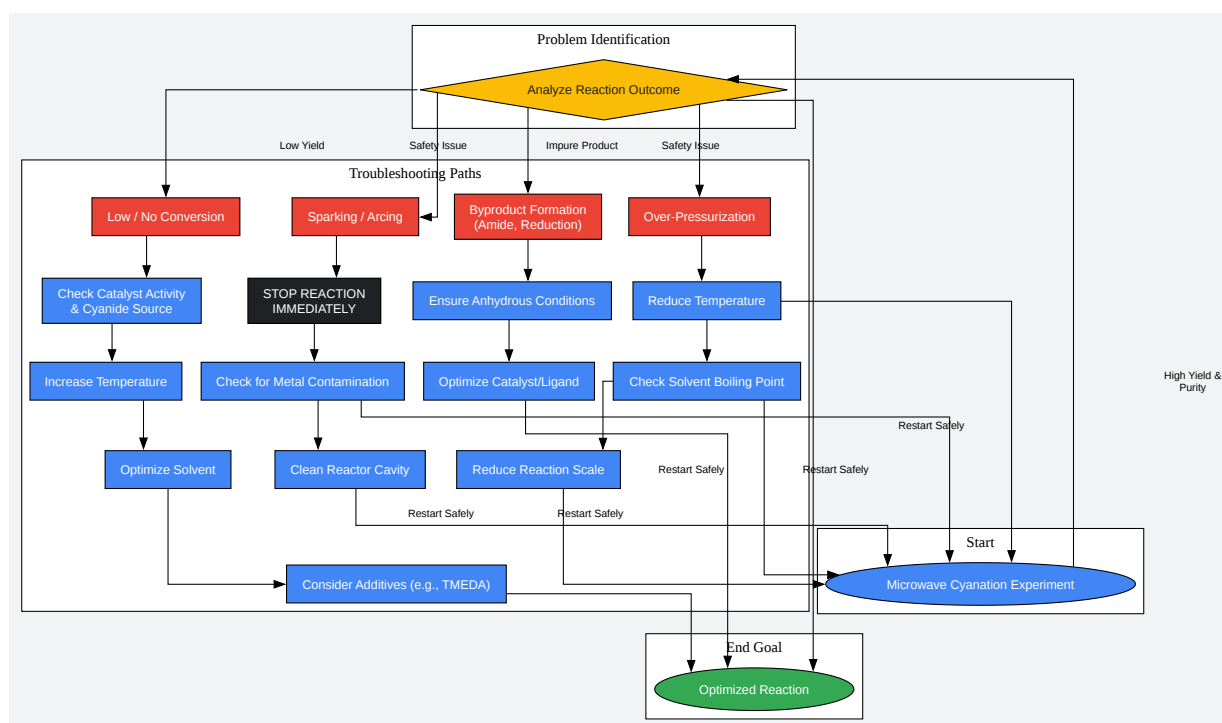 Problem Identification
Analyze Reaction Outcome
Low Yield
Safety Issue
Impure Product
Safety Issue
Troubleshooting Paths
Low / No Conversion
Sparking / Arcing
Byproduct Formation
(Amide, Reduction)
Over-Pressurization
Check Catalyst Activity
& Cyanide Source
STOP REACTION
IMMEDIATELY
Ensure Anhydrous Conditions
Reduce Temperature
Increase Temperature
Check for Metal Contamination
Optimize Catalyst/Ligand
Check Solvent Boiling Point
High Yield &
Purity
Restart Safely
Optimize Solvent
Clean Reactor Cavity
Reduce Reaction Scale
Restart Safely
Restart Safely
Restart Safely
Restart Safely
Start
Microwave Cyanation Experiment
Consider Additives (e.g., TMEDA)
End Goal
Optimized Reaction